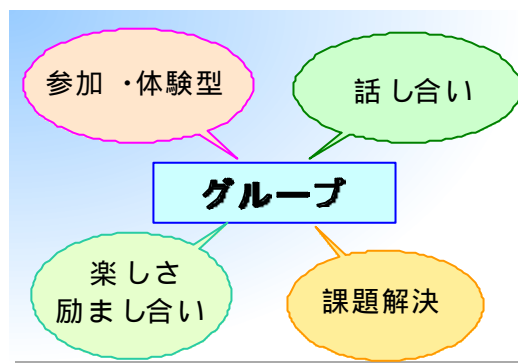 参加・体験型
話し合い
グループ
楽しさ
励まし合い
課題解決